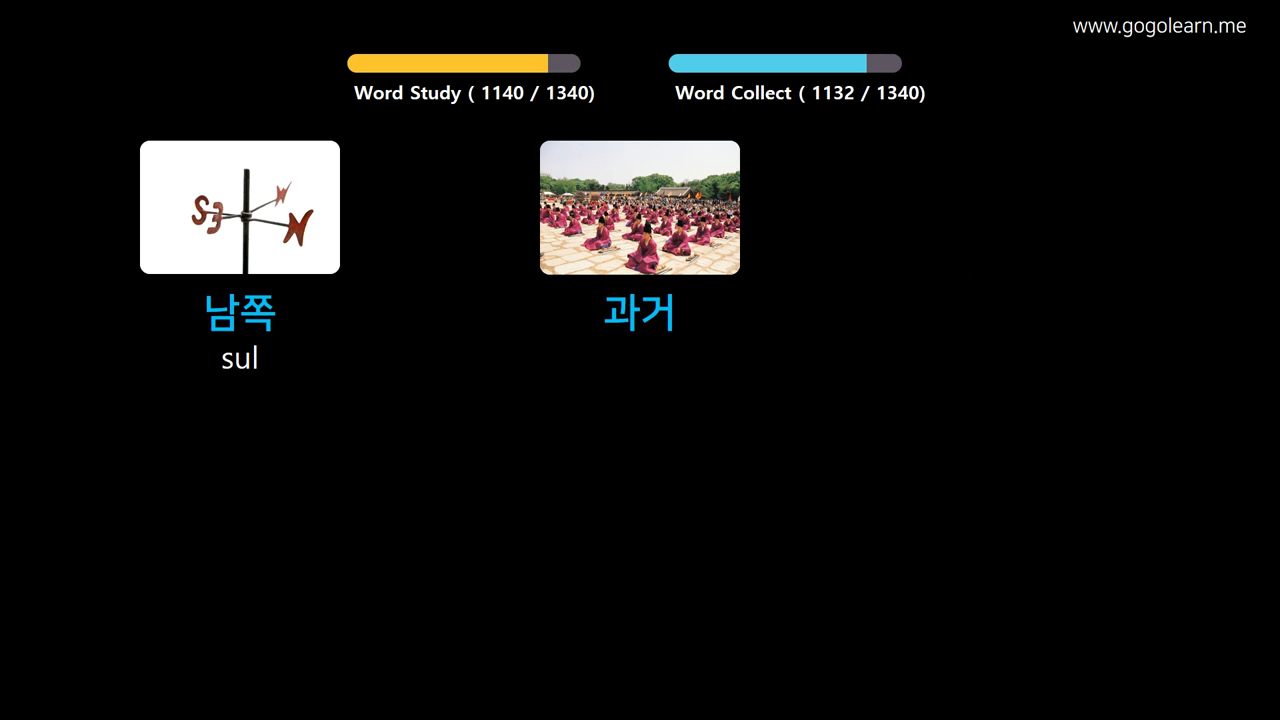 www.gogolearn.me
Word Study ( 1140 / 1340)
Word Collect ( 1132 / 1340)
S
E
N
W
남쪽
과거
sul